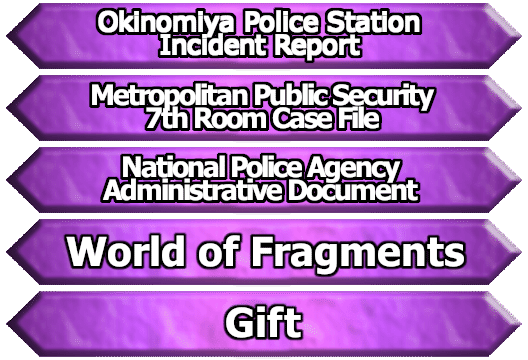 Okinomiya Police Station
Incident Report
Metropolitan Public Security
7th Room Case File
National Police Agency
Administrative Document
World of Fragments
Gift